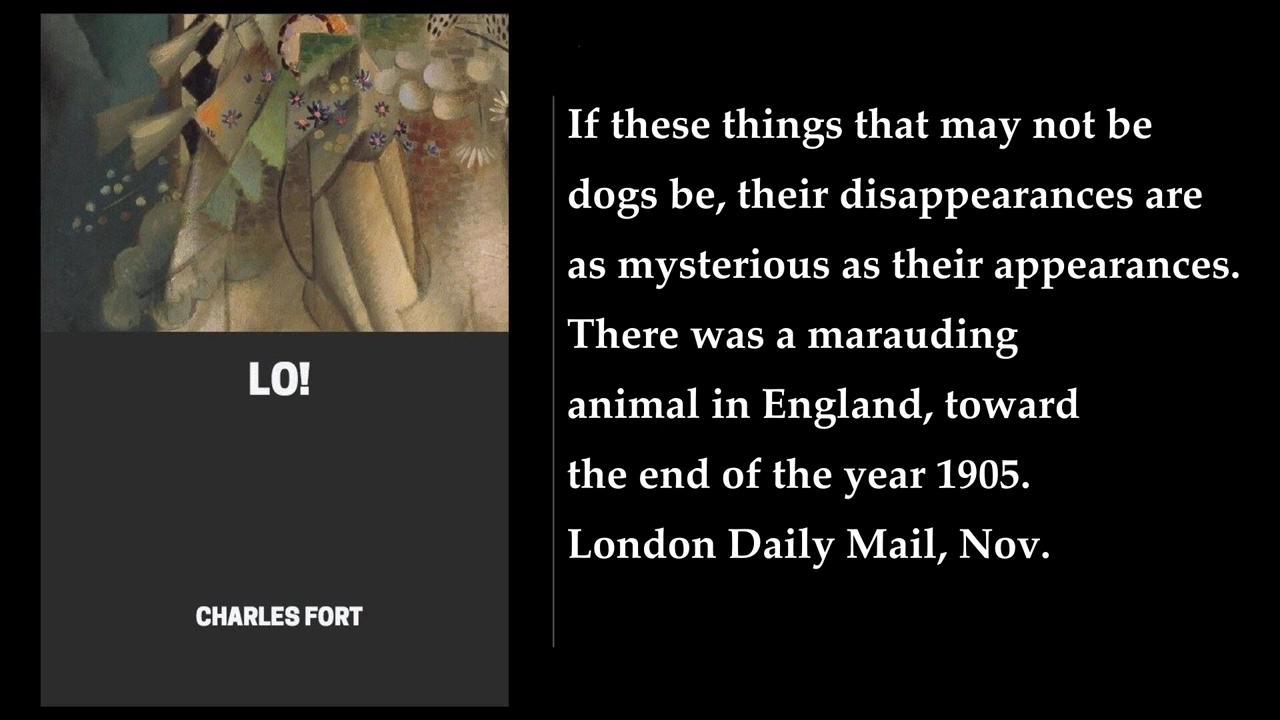 LO!
CHARLES FORT
If these things that may not be
dogs be, their disappearances are
as mysterious as their appearances.
There was a marauding
animal in England, toward
the end of the year 1905.
London Daily Mail, Nov.